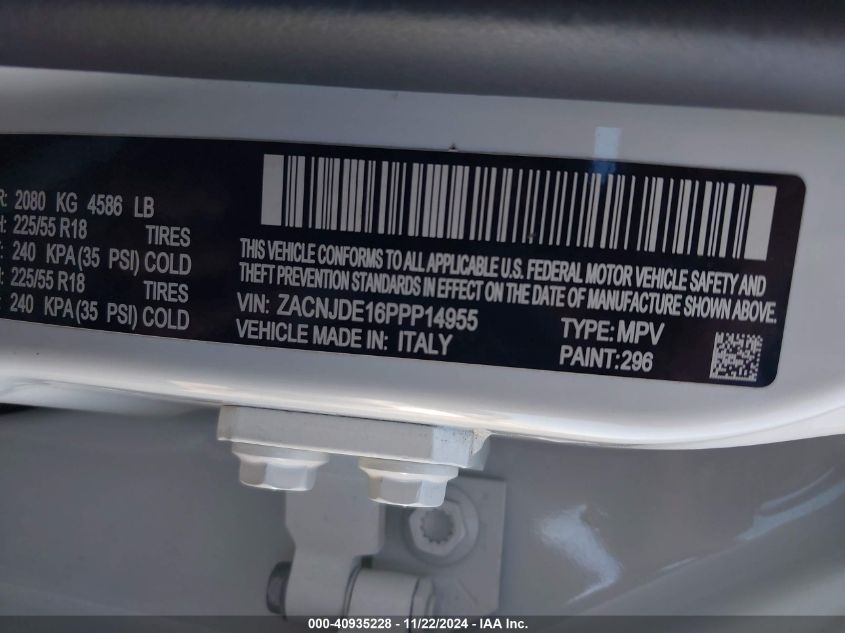 R: 2080 KG 4586 LB
H: 225/55 R18 TIRES
: 240 KPA(35 PSI) COLD
H: 225/55 R18 TIRES
: 240 KPA(35 PSI) COLD
THIS VEHICLE CONFORMS TO ALL APPLICABLE U.S. FEDERAL MOTOR VEHICLE SAFETY AND
THEFT PREVENTION STANDARDS IN EFFECT ON THE DATE OF MANUFACTURE SHOWN ABOVE.
VIN: ZACNJDE16PPP14955
TYPE: MPV
VEHICLE MADE IN: ITALY
PAINT:296
000-40935228 - 11/22/2024 - IAA Inc.